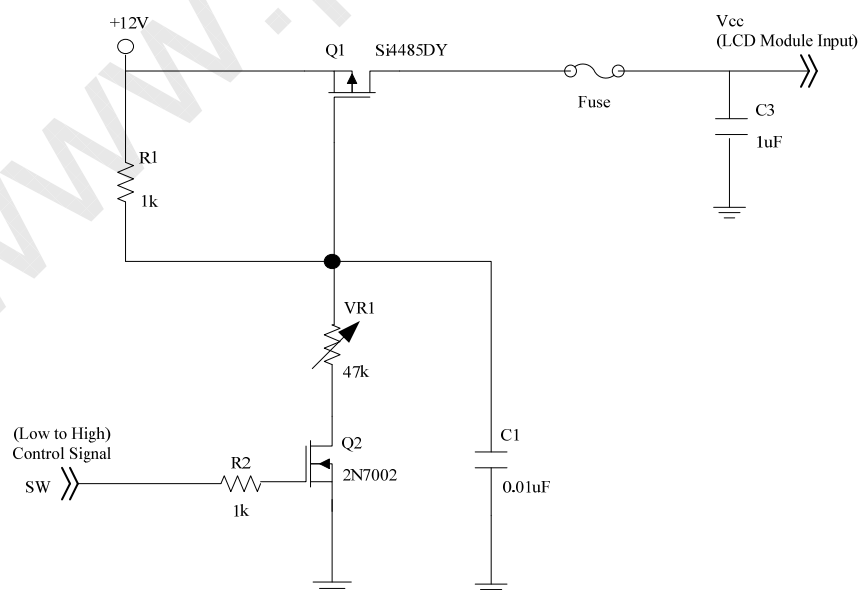 +12V
Vcc
(LCD Module Input)
Q1
Si4485DY
Fuse
C3
1uF
R1
1k
VR1
47k
(Low to High)
Control Signal
SW
R2
1k
Q2
2N7002
C1
0.01uF